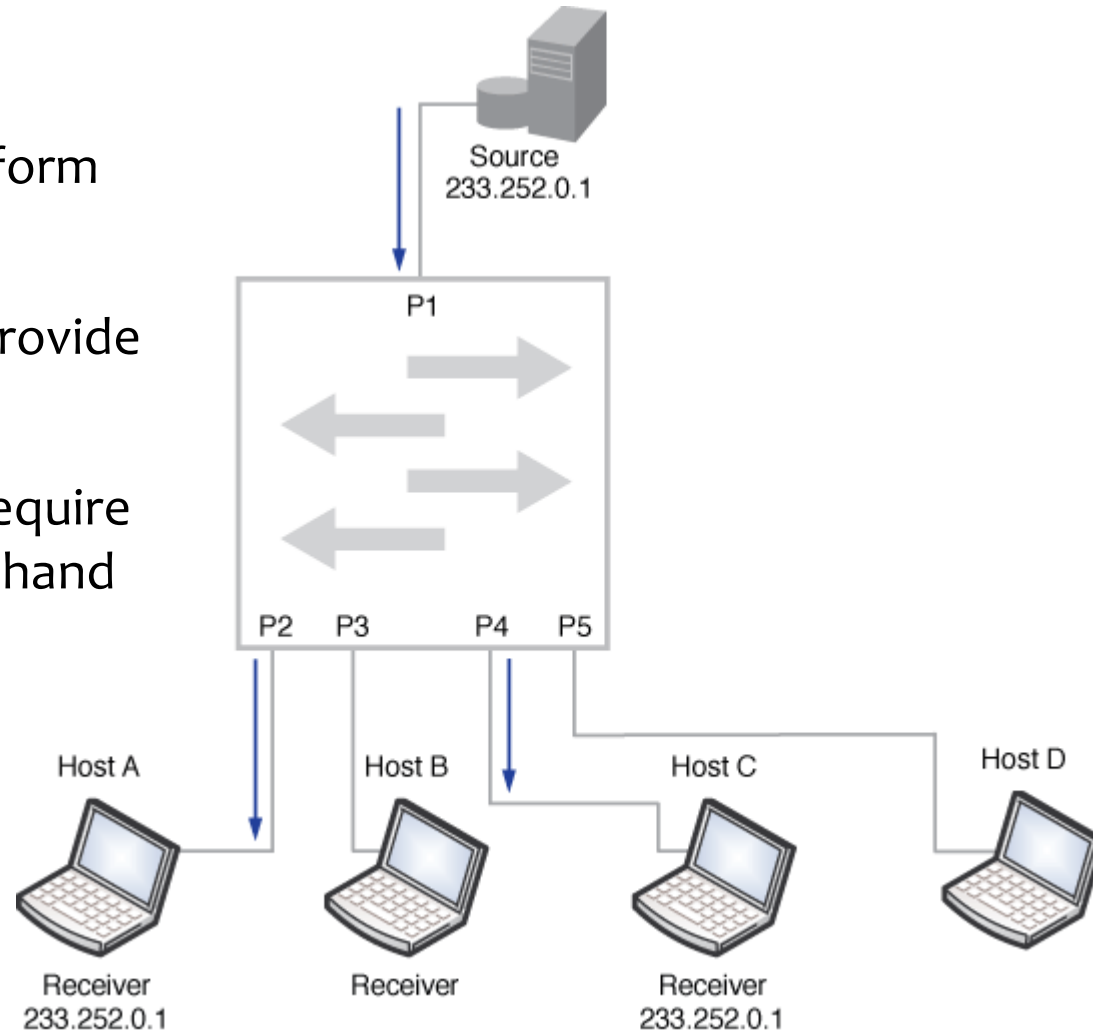 form
rovide
equire
hand
Source
233.252.0.1
P1
P2 P3 P4 P5
Host A Host B Host C Host D
Receiver Receiver Receiver
233.252.0.1 233.252.0.1